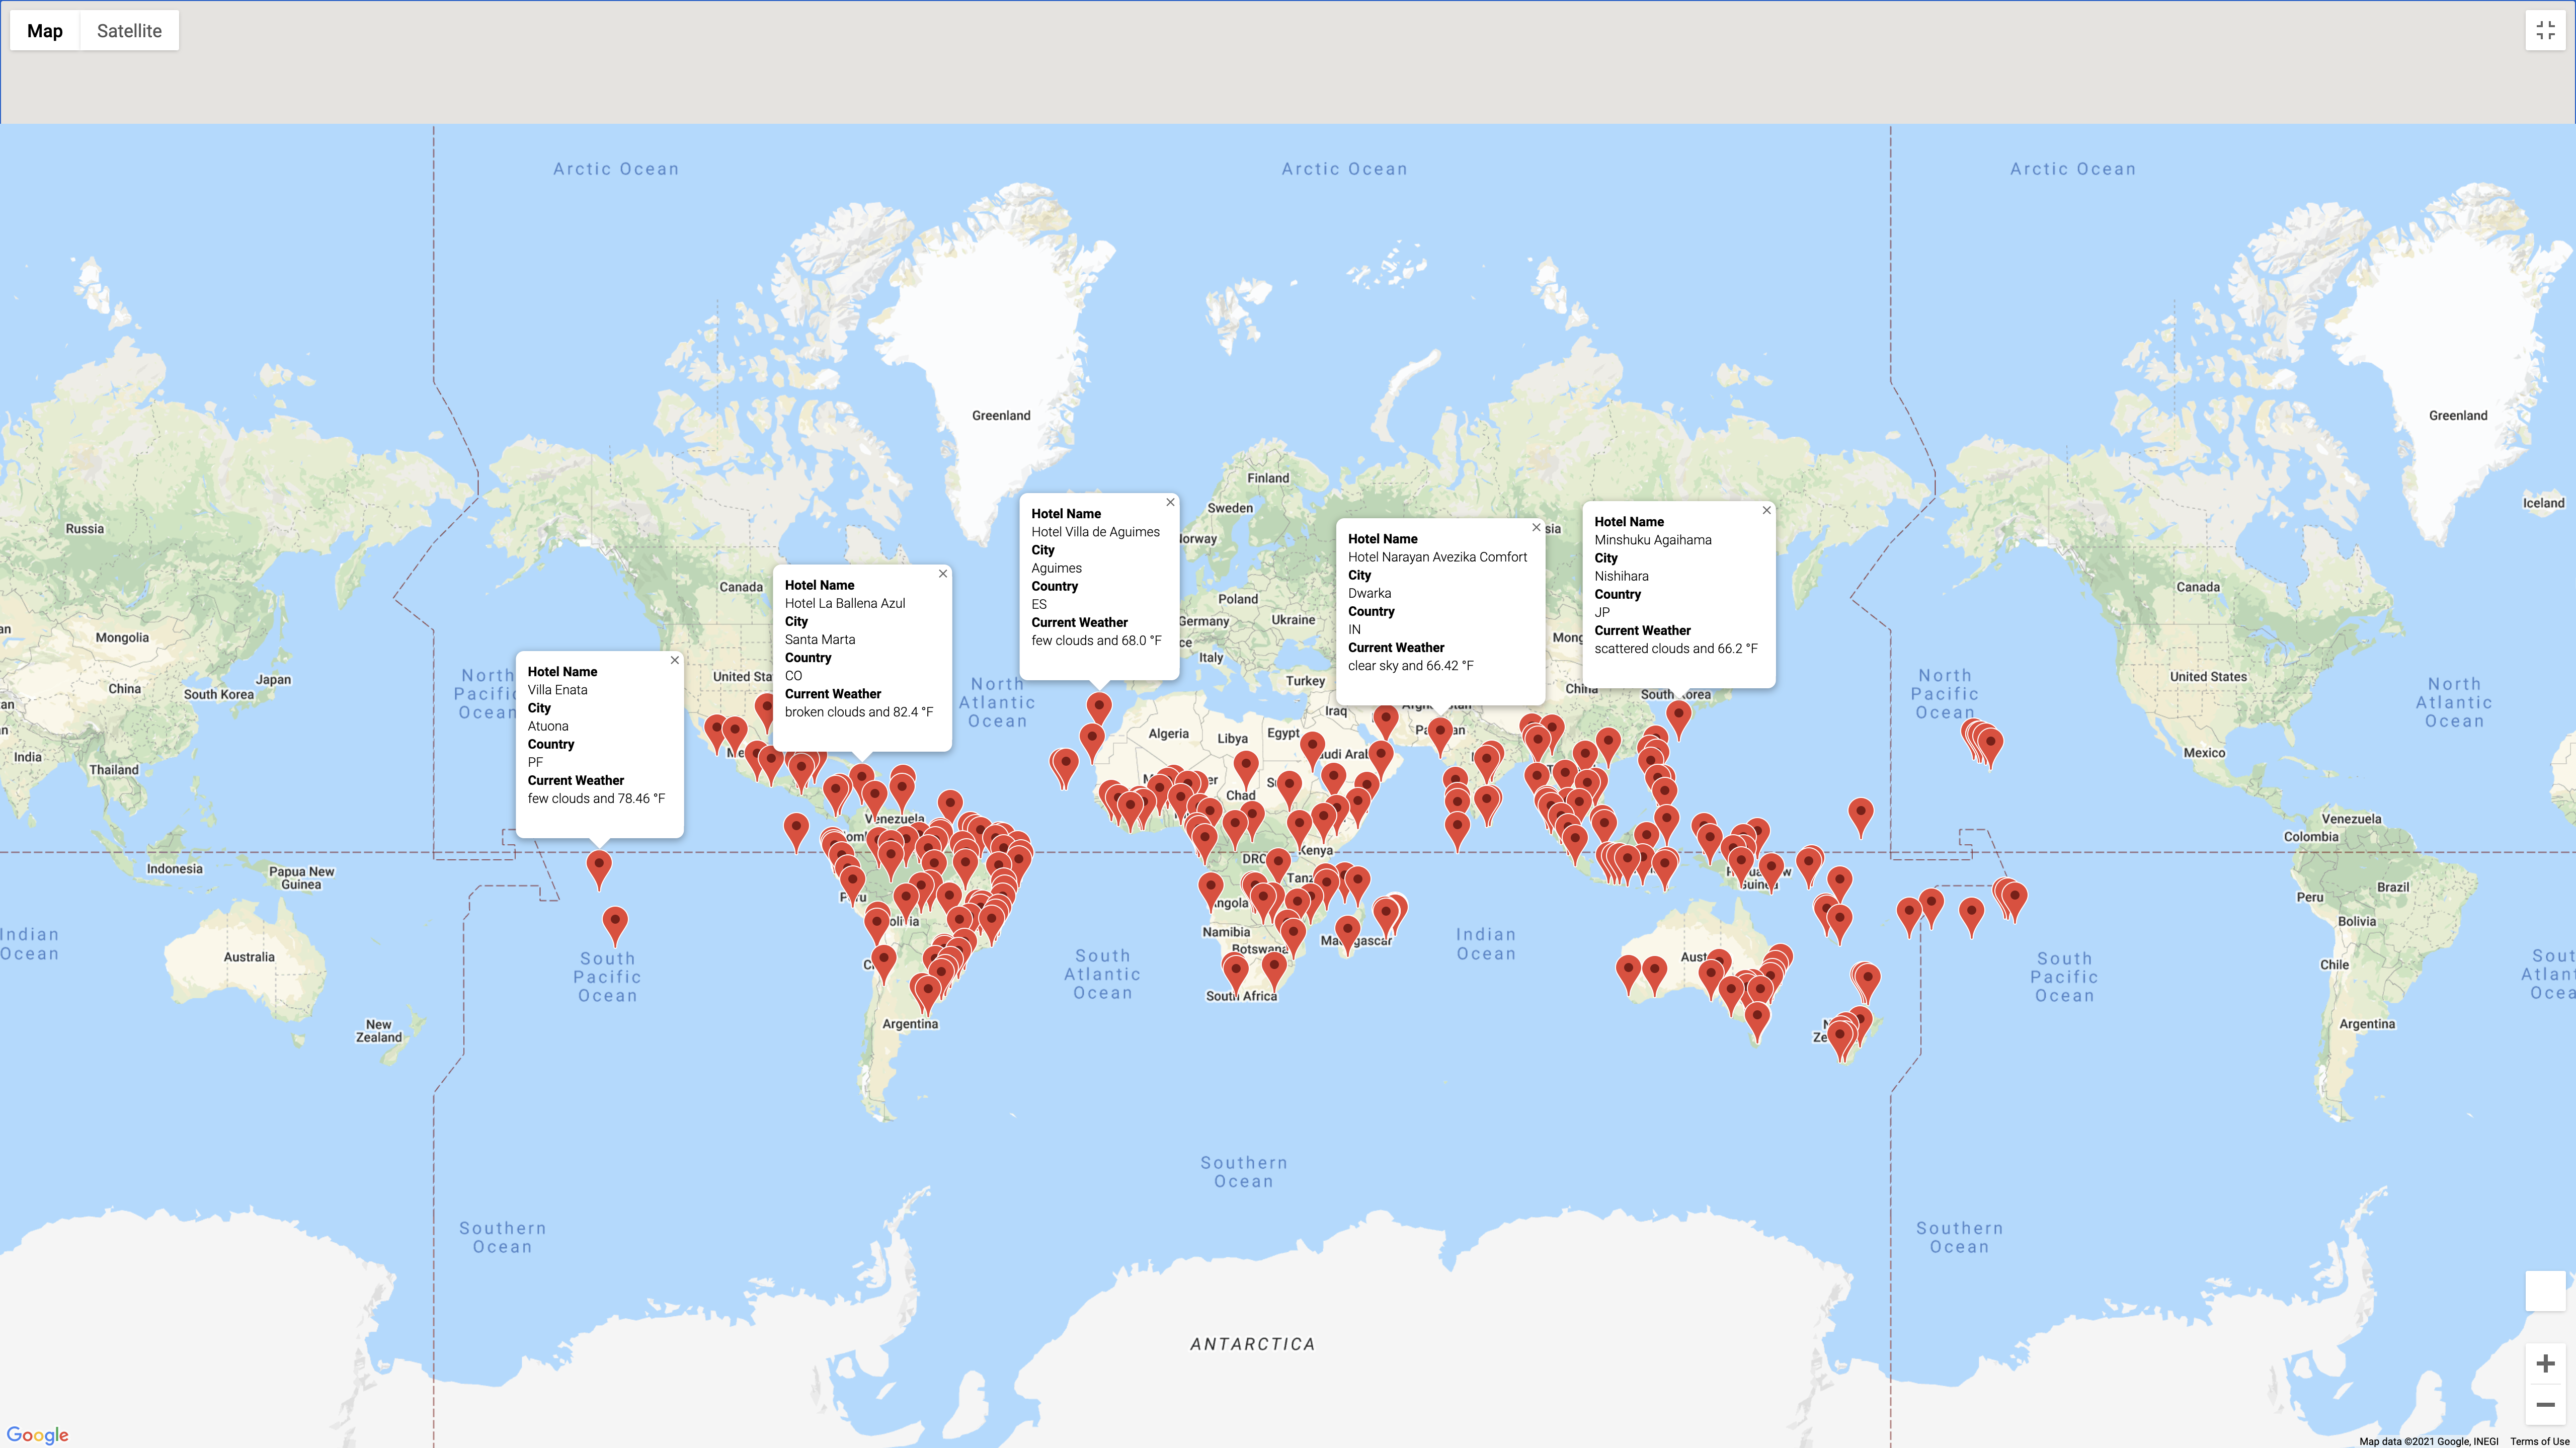 Map
Satellite
Arctic Ocean
Arctic Ocean
Arctic Ocean
Greenland
Greenland
Iceland
Finland
Sweden
Russia
Poland
Ukraine
Germany
Italy
Turkey
Canada
Canada
Mongolia
China
South Korea
Japan
India
Thailand
Indonesia
Papua New
Guinea
Australia
New
Zealand
Indian
Ocean
Hotel Name
Villa Enata
City
Atuona
Country
PF
Current Weather
few clouds and 78.46 °F
Hotel Name
Hotel La Ballena Azul
City
Santa Marta
Country
CO
Current Weather
broken clouds and 82.4 °F
Hotel Name
Hotel Villa de Aguimes
City
Aguimes
Country
ES
Current Weather
few clouds and 68.0 °F
Hotel Name
Hotel Narayan Avezika Comfort
City
Dwarka
Country
IN
Current Weather
clear sky and 66.42 °F
Hotel Name
Minshuku Agaihama
City
Nishihara
Country
JP
Current Weather
scattered clouds and 66.2 °F
North
Pacific
Ocean
North
Atlantic
Ocean
North
Pacific
Ocean
North
Atlantic
Ocean
United States
Mexico
China
South Korea
Iraq
Algeria
Libya
Egypt
Chad
Venezuela
DRC
Kenya
Namibia
Botswana
Madagascar
South Africa
Argentina
South
Pacific
Ocean
South
Atlantic
Ocean
Indian
Ocean
South
Pacific
Ocean
Venezuela
Colombia
Peru
Brazil
Bolivia
Chile
Argentina
Southern
Ocean
Southern
Ocean
Southern
Ocean
ANTARCTICA
Google
Map data ©2021 Google, INEGI
Terms of Use